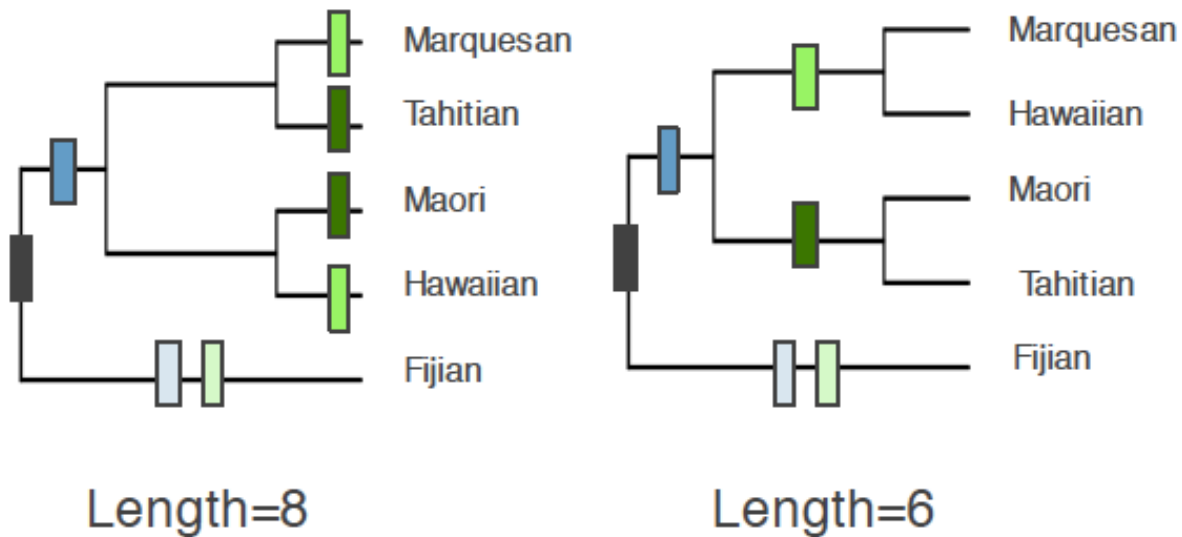 Marquesan
Tahitian
Maori
Hawaiian
Fijian
Length=8
Marquesan
Hawaiian
Maori
Tahitian
Fijian
Length=6